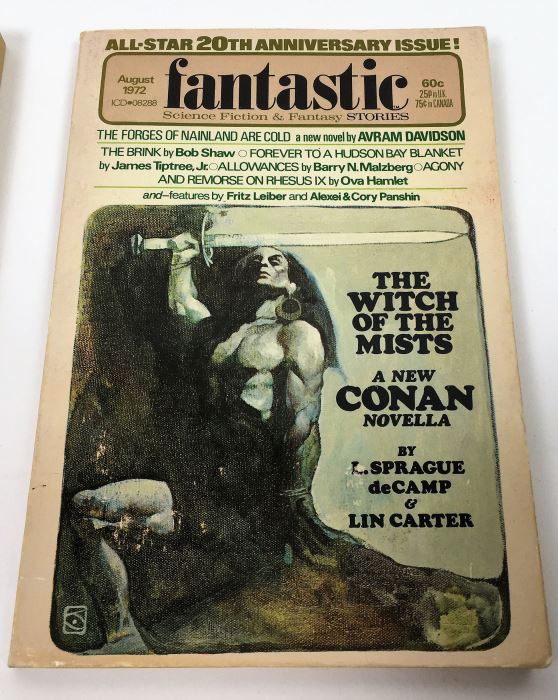 ALL-STAR 20TH ANNIVERSARY ISSUE!
August
1972
ICD•08288
fantastic
TM
60c
25P in U.K.
75¢ in CANADA
Science Fiction & Fantasy STORIES
THE FORGES OF NAINLAND ARE COLD a new novel by AVRAM DAVIDSON
THE BRINK by Bob Shaw ○ FOREVER TO A HUDSON BAY BLANKET
by James Tiptree, Jr. ○ ALLOWANCES by Barry N. Malzberg ○ AGONY
AND REMORSE ON RHESUS IX by Ova Hamlet
and—features by Fritz Leiber and Alexei & Cory Panshin
THE
WITCH
OF THE
MISTS
A NEW
CONAN
NOVELLA
BY
L. SPRAGUE
deCAMP
&
LIN CARTER